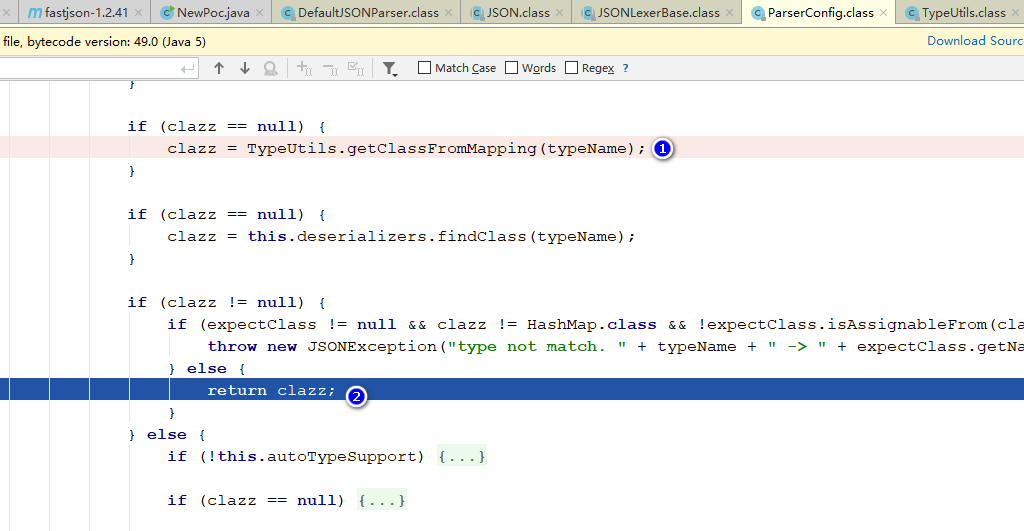 fastjson-1.2.41 NewPoc.java DefaultJSONParser.class JSON.class JSONLexerBase.class ParserConfig.class TypeUtils.class
file, bytecode version: 49.0 (Java 5) Download Sourc
Match Case Words Regex ?
}
if (clazz == null) {
clazz = TypeUtils.getClassFromMapping(typeName); 1
}
if (clazz == null) {
clazz = this.deserializers.findClass(typeName);
}
if (clazz != null) {
if (expectClass != null && clazz != HashMap.class && !expectClass.isAssignableFrom(cla
throw new JSONException("type not match. " + typeName + " -> " + expectClass.getNa
} else {
return clazz; 2
}
} else {
if (!this.autoTypeSupport) {...}
if (clazz == null) {...}